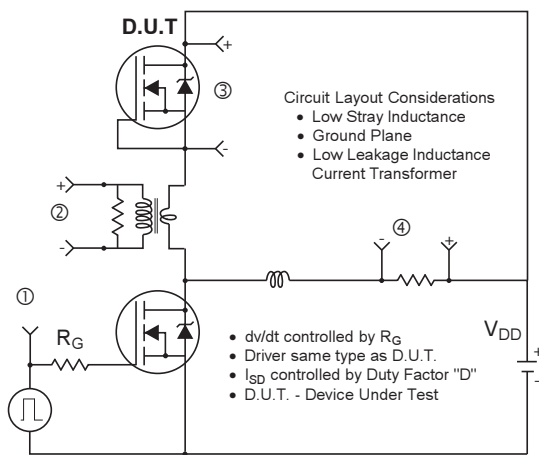 D.U.T
+
③
-
Circuit Layout Considerations
• Low Stray Inductance
• Ground Plane
• Low Leakage Inductance
Current Transformer
+
②
-
- ④ +
①
R_G
V_DD
+
-
• dv/dt controlled by R_G
• Driver same type as D.U.T.
• I_SD controlled by Duty Factor "D"
• D.U.T. - Device Under Test